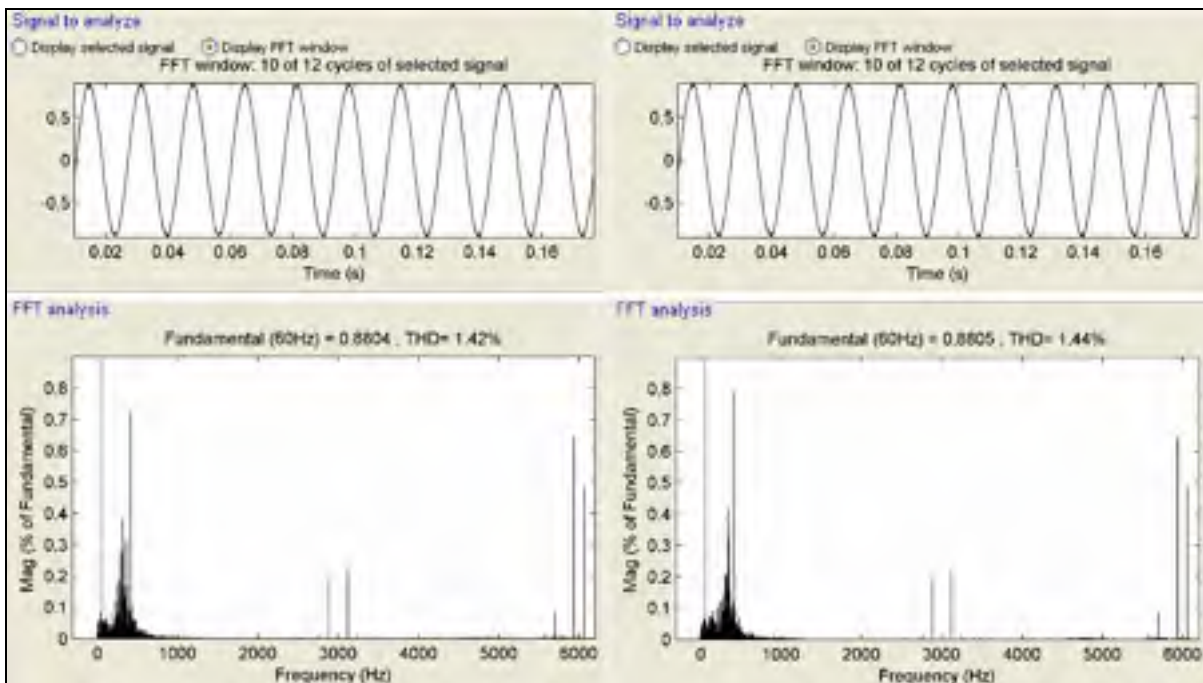 Signal to analyze
Display selected signal Display FFT window
FFT window: 10 of 12 cycles of selected signal
0.5
0
-0.5
0.02 0.04 0.06 0.08 0.1 0.12 0.14 0.16
Time (s)
FFT analysis
Fundamental (60Hz) = 0.8804 , THD= 1.42%
Mag (% of Fundamental)
0.8
0.7
0.6
0.5
0.4
0.3
0.2
0.1
0
0 1000 2000 3000 4000 5000 6000
Frequency (Hz)
Signal to analyze
Display selected signal Display FFT window
FFT window: 10 of 12 cycles of selected signal
0.5
0
-0.5
0.02 0.04 0.06 0.08 0.1 0.12 0.14 0.16
Time (s)
FFT analysis
Fundamental (60Hz) = 0.8805 , THD= 1.44%
Mag (% of Fundamental)
0.8
0.7
0.6
0.5
0.4
0.3
0.2
0.1
0
0 1000 2000 3000 4000 5000 6000
Frequency (Hz)